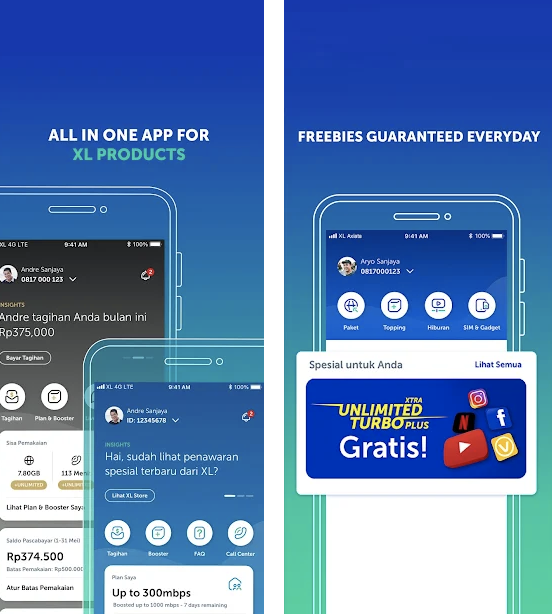 ALL IN ONE APP FOR
XL PRODUCTS
XL 4G LTE 9:41 AM 100%
Andre Sanjaya
0817 000 123
2
INSIGHTS
Andre tagihan Anda bulan ini
Rp375,000
Bayar Tagihan
Tagihan Plan & Booster
Sisa Pemakaian
7.80GB 113 Meni
+UNLIMITED
Lihat Plan & Booster Saya
Saldo Pascabayar (1-31 Mei)
Rp374.500
Batas Pemakaian: Rp500.000
Atur Batas Pemakaian
XL 4G LTE 9:41 AM 100%
Andre Sanjaya
ID: 12345678
2
INSIGHTS
Hai, sudah lihat penawaran
spesial terbaru dari XL?
Lihat XL Store
Tagihan Booster FAQ Call Center
Plan Saya
Up to 300mbps
Boosted up to 1000 mbps - 7 days remaining
FREEBIES GUARANTEED EVERYDAY
XL Axiata 9:41 AM 100%
Aryo Sanjaya
0817000123
Paket Topping Hiburan SIM & Gadget
Spesial untuk Anda Lihat Semua
XTRA
UNLIMITED
TURBO PLUS
Gratis!